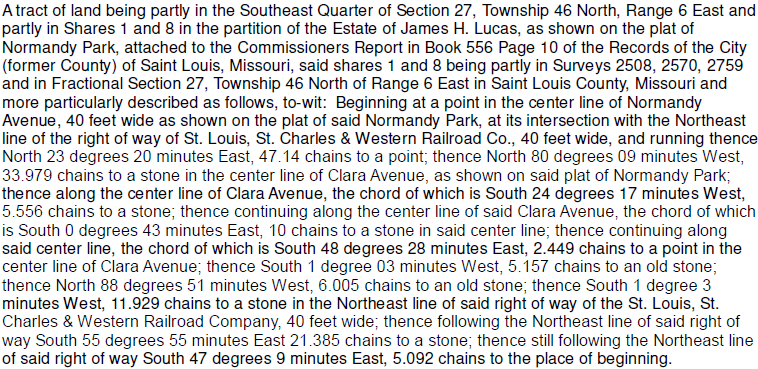 A tract of land being partly in the Southeast Quarter of Section 27, Township 46 North, Range 6 East and
partly in Shares 1 and 8 in the partition of the Estate of James H. Lucas, as shown on the plat of
Normandy Park, attached to the Commissioners Report in Book 556 Page 10 of the Records of the City
(former County) of Saint Louis, Missouri, said shares 1 and 8 being partly in Surveys 2508, 2570, 2759
and in Fractional Section 27, Township 46 North of Range 6 East in Saint Louis County, Missouri and
more particularly described as follows, to-wit: Beginning at a point in the center line of Normandy
Avenue, 40 feet wide as shown on the plat of said Normandy Park, at its intersection with the Northeast
line of the right of way of St. Louis, St. Charles & Western Railroad Co., 40 feet wide, and running thence
North 23 degrees 20 minutes East, 47.14 chains to a point; thence North 80 degrees 09 minutes West,
33.979 chains to a stone in the center line of Clara Avenue, as shown on said plat of Normandy Park;
thence along the center line of Clara Avenue, the chord of which is South 24 degrees 17 minutes West,
5.556 chains to a stone; thence continuing along the center line of said Clara Avenue, the chord of which
is South 0 degrees 43 minutes East, 10 chains to a stone in said center line; thence continuing along
said center line, the chord of which is South 48 degrees 28 minutes East, 2.449 chains to a point in the
center line of Clara Avenue; thence South 1 degree 03 minutes West, 5.157 chains to an old stone;
thence North 88 degrees 51 minutes West, 6.005 chains to an old stone; thence South 1 degree 3
minutes West, 11.929 chains to a stone in the Northeast line of said right of way of the St. Louis, St.
Charles & Western Railroad Company, 40 feet wide; thence following the Northeast line of said right of
way South 55 degrees 55 minutes East 21.385 chains to a stone; thence still following the Northeast line
of said right of way South 47 degrees 9 minutes East, 5.092 chains to the place of beginning.